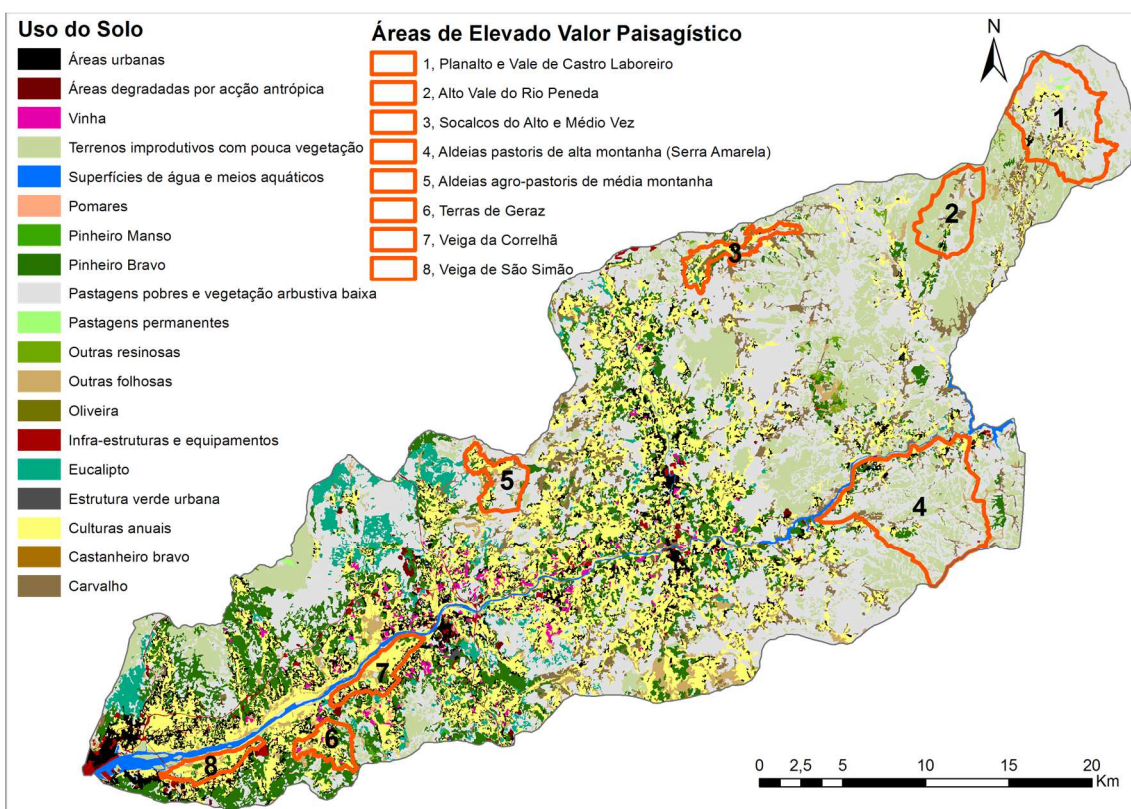 Uso do Solo
Áreas urbanas
Áreas degradadas por acção antrópica
Vinha
Terrenos improdutivos com pouca vegetação
Superfícies de água e meios aquáticos
Pomares
Pinheiro Manso
Pinheiro Bravo
Pastagens pobres e vegetação arbustiva baixa
Pastagens permanentes
Outras resinosas
Outras folhosas
Oliveira
Infra-estruturas e equipamentos
Eucalipto
Estrutura verde urbana
Culturas anuais
Castanheiro bravo
Carvalho
Áreas de Elevado Valor Paisagístico
1, Planalto e Vale de Castro Laboreiro
2, Alto Vale do Rio Peneda
3, Socalcos do Alto e Médio Vez
4, Aldeias pastoris de alta montanha (Serra Amarela)
5, Aldeias agro-pastoris de média montanha
6, Terras de Geraz
7, Veiga da Correlhã
8, Veiga de São Simão
N
1
2
3
4
5
6
7
8
0 2,5 5 10 15 20
Km